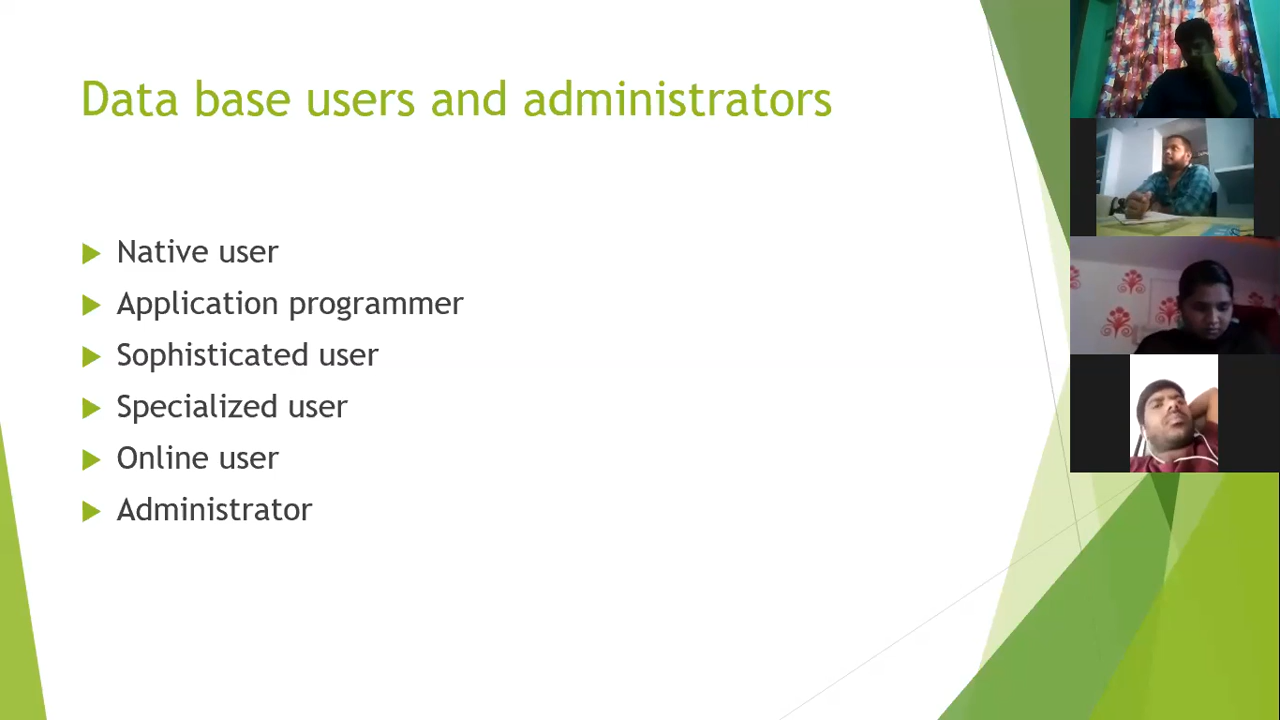 Data base users and administrators
Native user
Application programmer
Sophisticated user
Specialized user
Online user
Administrator